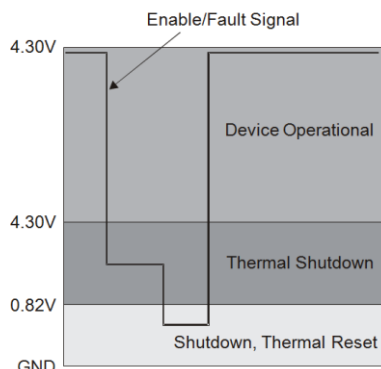 Enable/Fault Signal
4.30V
Device Operational
4.30V
Thermal Shutdown
0.82V
Shutdown, Thermal Reset
GND